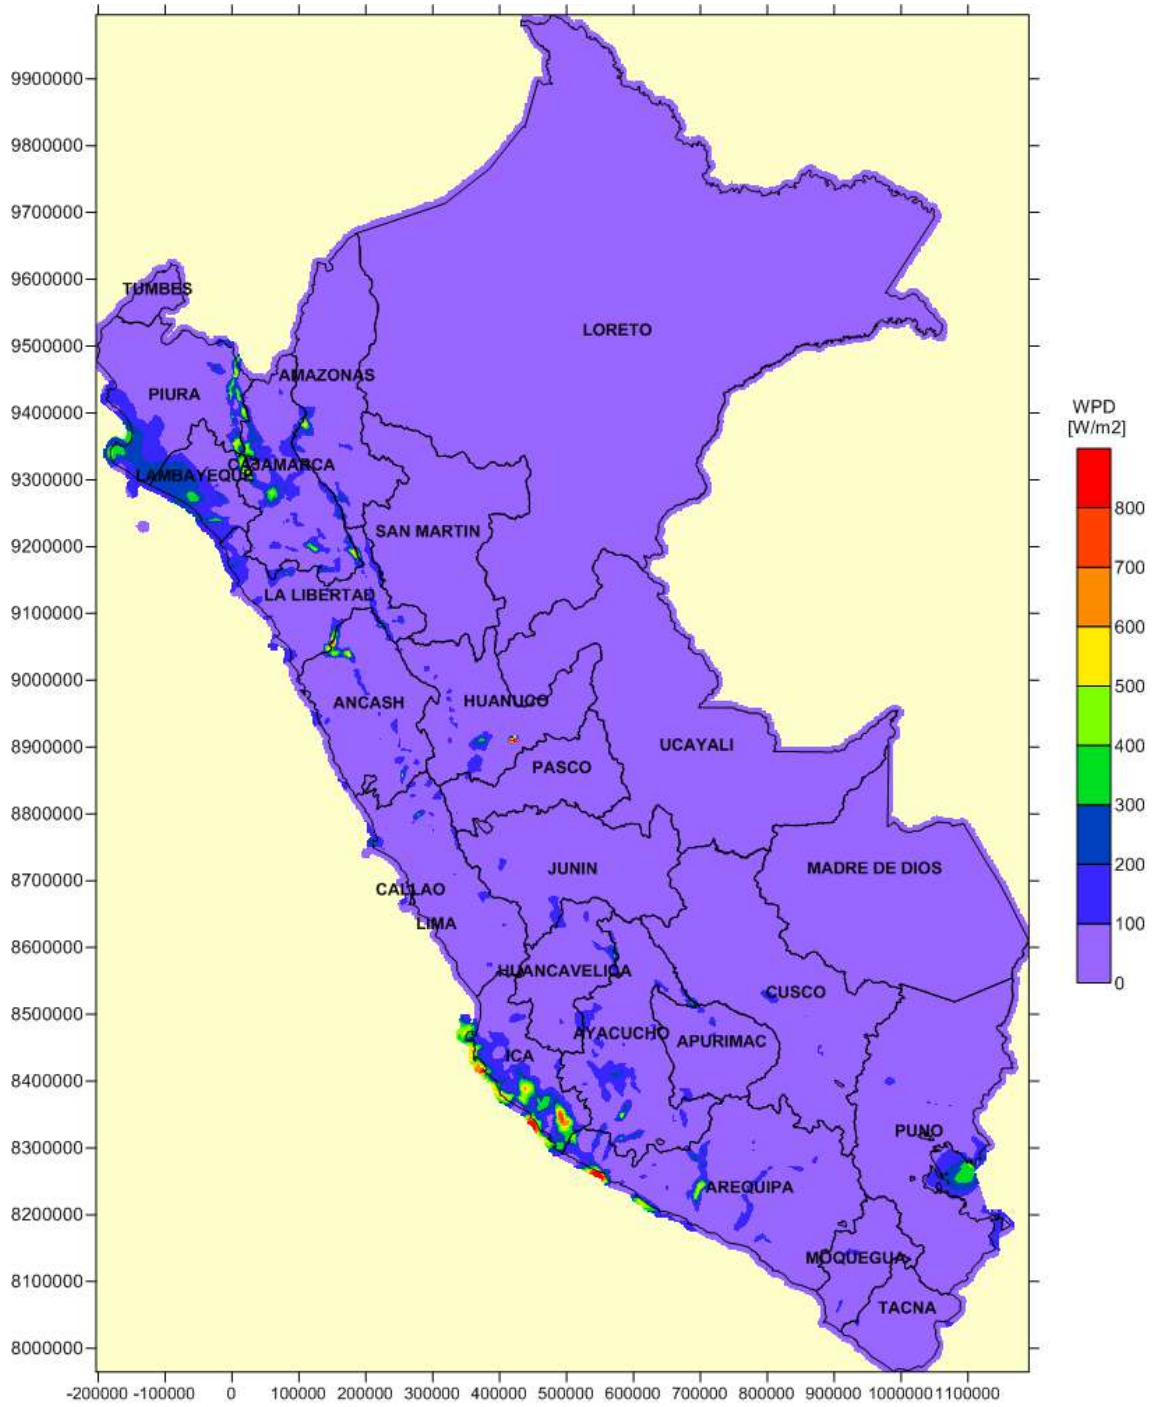 9900000
9800000
9700000
9600000
TUMBES
LORETO
9500000
AMAZONAS
PIURA
9400000
WPD
[W/m2]
CAJAMARCA
LAMBAYEQUE
9300000
800
SAN MARTIN
9200000
700
LA LIBERTAD
9100000
600
9000000
500
ANCASH
HUANUCO
UCAYALI
8900000
400
PASCO
8800000
300
JUNIN
MADRE DE DIOS
200
8700000
CALLAO
LIMA
100
8600000
HUANCAVELICA
0
CUSCO
8500000
AYACUCHO
APURIMAC
ICA
8400000
PUNO
8300000
AREQUIPA
8200000
MOQUEGUA
8100000
TACNA
8000000
-200000 -100000 0 100000 200000 300000 400000 500000 600000 700000 800000 900000 1000000 1100000